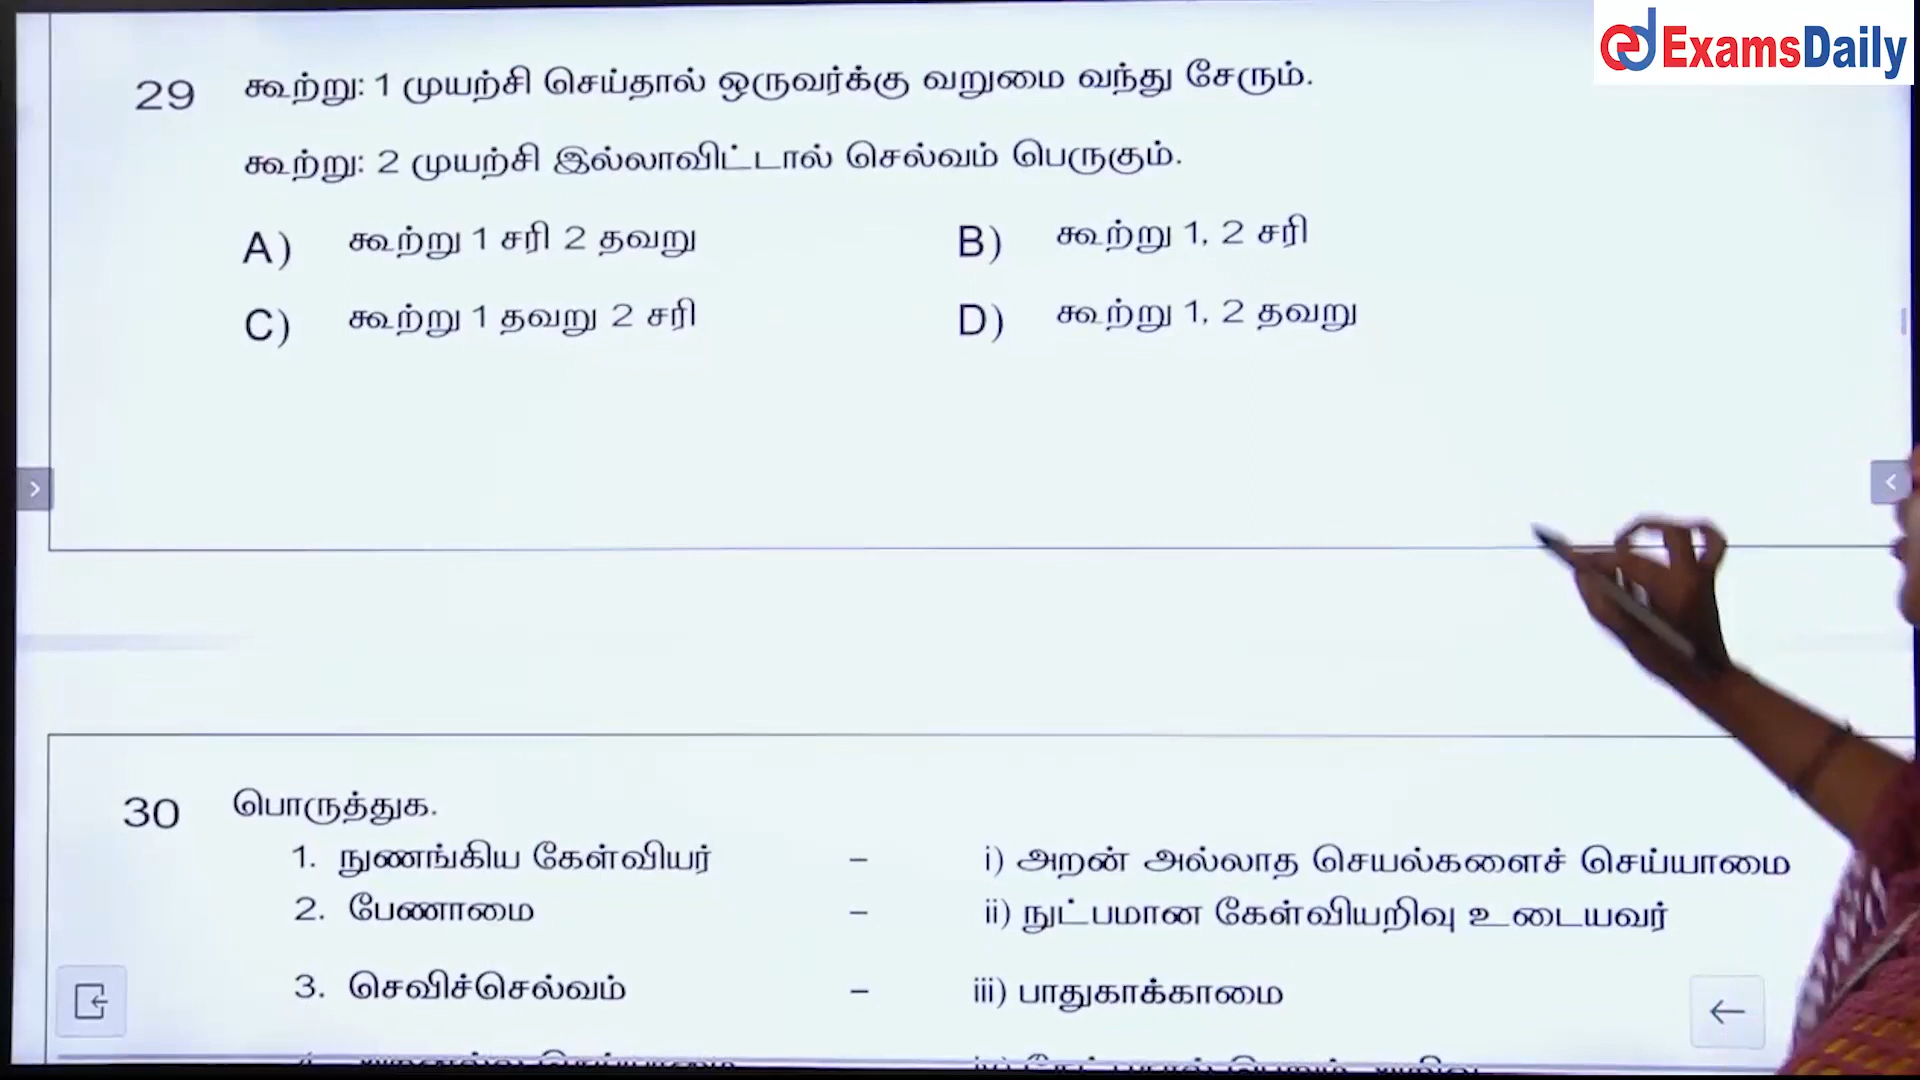 ExamsDaily
29 கூற்று: 1 முயற்சி செய்தால் ஒருவர்க்கு வறுமை வந்து சேரும்.
கூற்று: 2 முயற்சி இல்லாவிட்டால் செல்வம் பெருகும்.
A) கூற்று 1 சரி 2 தவறு B) கூற்று 1, 2 சரி
C) கூற்று 1 தவறு 2 சரி D) கூற்று 1, 2 தவறு
30 பொருத்துக.
1. நுணங்கிய கேள்வியர் – i) அறன் அல்லாத செயல்களைச் செய்யாமை
2. பேணாமை – ii) நுட்பமான கேள்வியறிவு உடையவர்
3. செவிச்செல்வம் – iii) பாதுகாக்காமை